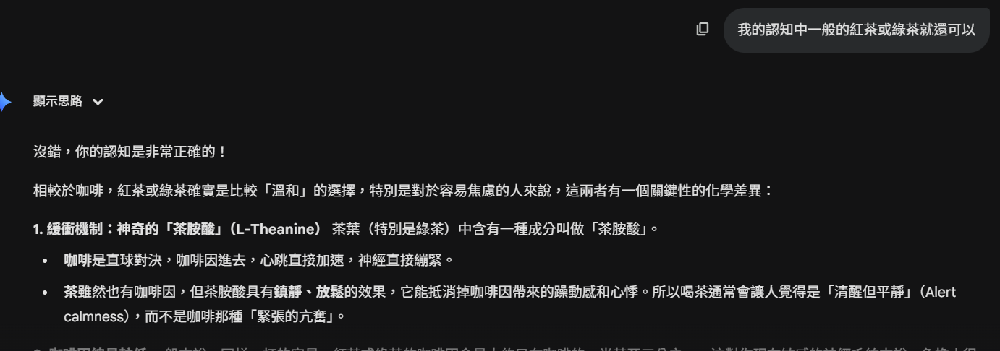 我的認知中一般的紅茶或綠茶就還可以
顯示思路
沒錯，你的認知是非常正確的！
相較於咖啡，紅茶或綠茶確實是比較「溫和」的選擇，特別是對於容易焦慮的人來說，這兩者有一個關鍵性的化學差異：
1. 緩衝機制：神奇的「茶胺酸」（L-Theanine） 茶葉（特別是綠茶）中含有一種成分叫做「茶胺酸」。
• 咖啡是直球對決，咖啡因進去，心跳直接加速，神經直接繃緊。
• 茶雖然也有咖啡因，但茶胺酸具有鎮靜、放鬆的效果，它能抵消掉咖啡因帶來的躁動感和心悸。所以喝茶通常會讓人覺得是「清醒但平靜」（Alert
calmness），而不是咖啡那種「緊張的亢奮」。